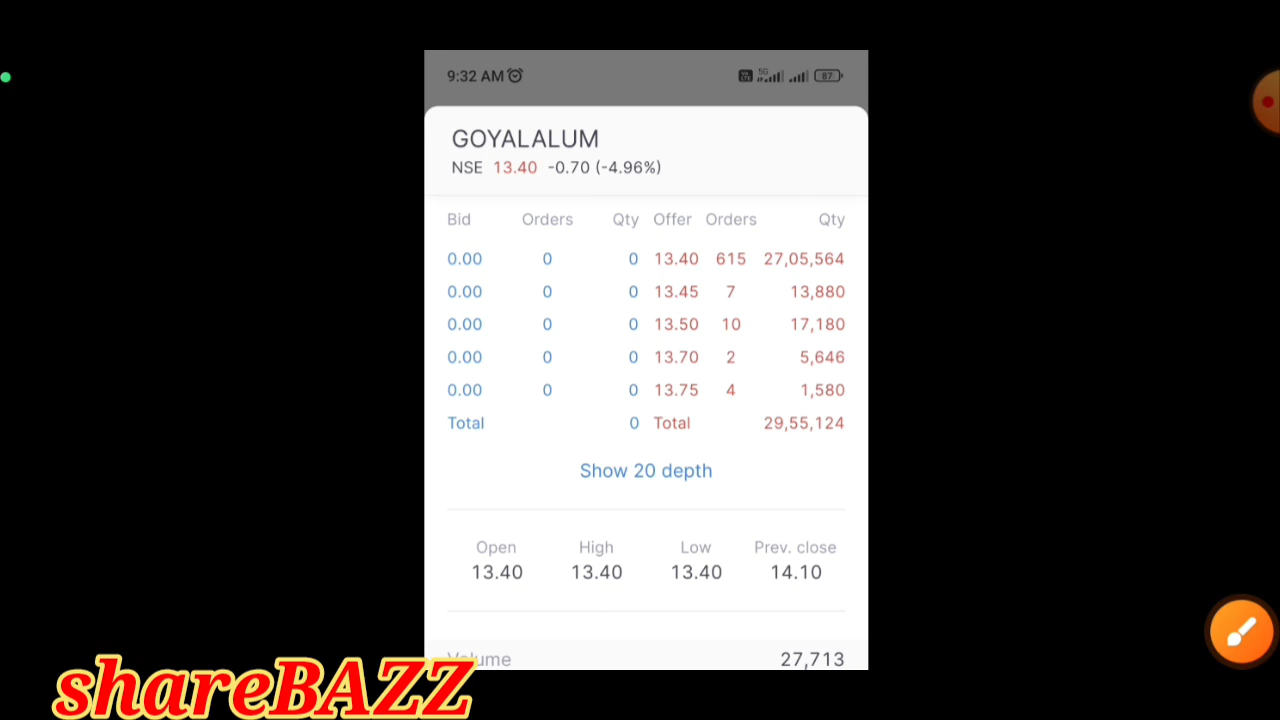 9:32 AM
5G
87
GOYALALUM
NSE 13.40 -0.70 (-4.96%)
Bid Orders Qty Offer Orders Qty
0.00 0 0 13.40 615 27,05,564
0.00 0 0 13.45 7 13,880
0.00 0 0 13.50 10 17,180
0.00 0 0 13.70 2 5,646
0.00 0 0 13.75 4 1,580
Total 0 Total 29,55,124
Show 20 depth
Open High Low Prev. close
13.40 13.40 13.40 14.10
Volume 27,713
shareBAZZ